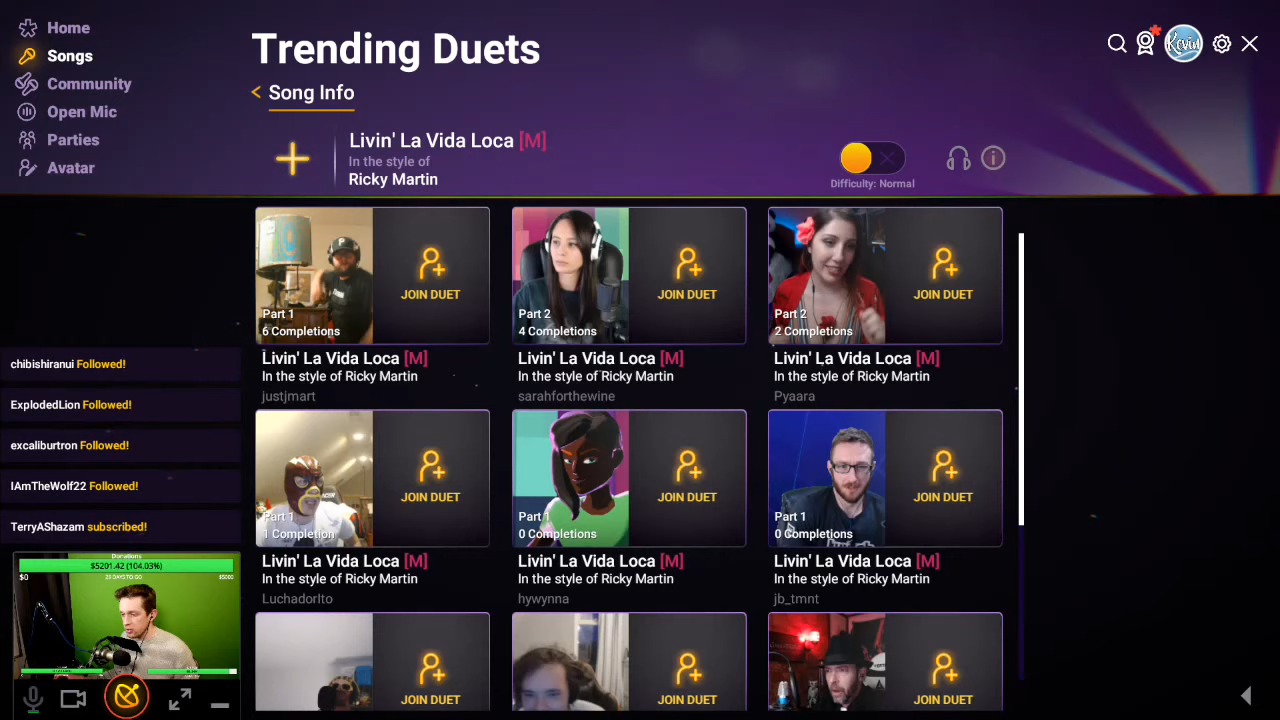 Home
Songs
Community
Open Mic
Parties
Avatar
Trending Duets
< Song Info
Kevin
Livin' La Vida Loca [M]
In the style of
Ricky Martin
Difficulty: Normal
Part 1
6 Completions
JOIN DUET
Livin' La Vida Loca [M]
In the style of Ricky Martin
justjmart
Part 2
4 Completions
JOIN DUET
Livin' La Vida Loca [M]
In the style of Ricky Martin
sarahforthewine
Part 2
2 Completions
JOIN DUET
Livin' La Vida Loca [M]
In the style of Ricky Martin
Pyaara
Part 1
1 Completion
JOIN DUET
Livin' La Vida Loca [M]
In the style of Ricky Martin
LuchadorIto
Part 1
0 Completions
JOIN DUET
Livin' La Vida Loca [M]
In the style of Ricky Martin
hywynna
Part 1
0 Completions
JOIN DUET
Livin' La Vida Loca [M]
In the style of Ricky Martin
jb_tmnt
JOIN DUET
JOIN DUET
JOIN DUET
chibishiranui Followed!
ExplodedLion Followed!
excaliburtron Followed!
IAmTheWolf22 Followed!
TerryAShazam subscribed!
Donations
$5201.42 (104.03%)
$0
23 DAYS TO GO
$5000